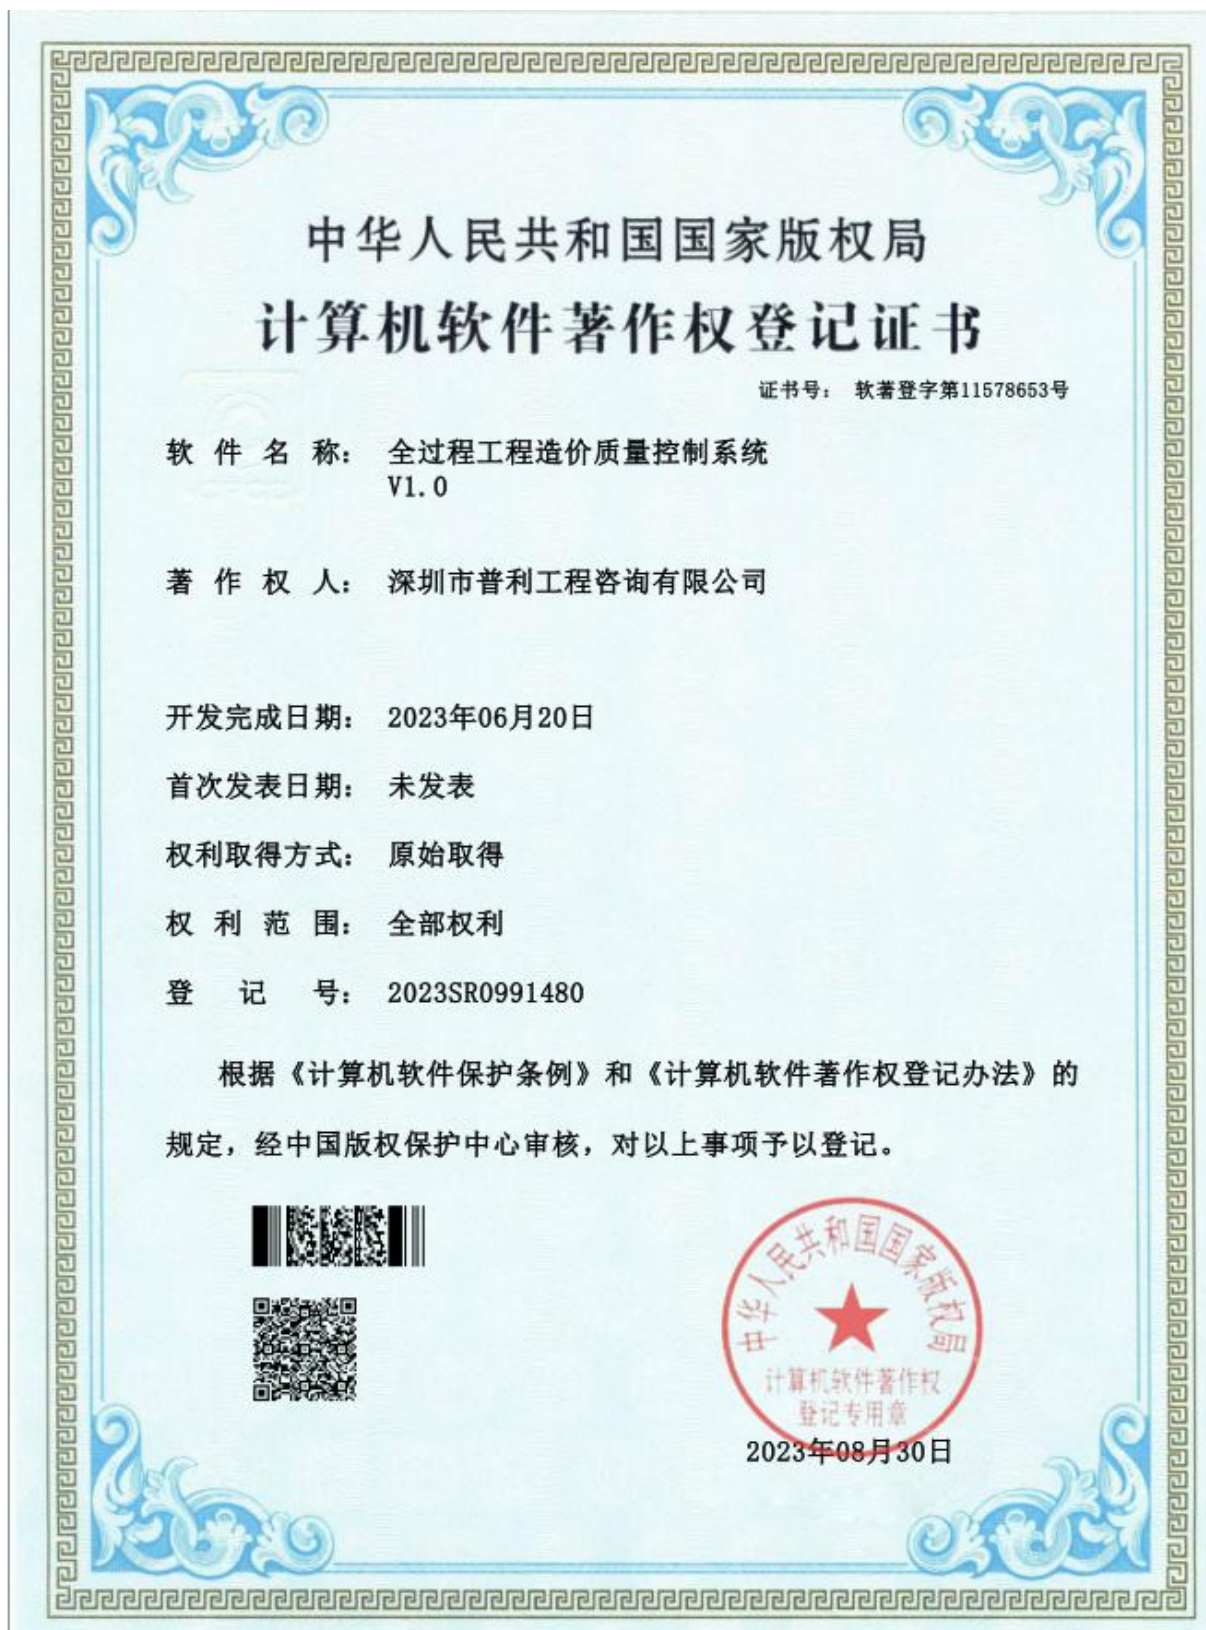 中华人民共和国国家版权局
计算机软件著作权登记证书
证书号： 软著登字第11578653号
软件名称： 全过程工程造价质量控制系统
V1.0
著作权人： 深圳市普利工程咨询有限公司
开发完成日期： 2023年06月20日
首次发表日期： 未发表
权利取得方式： 原始取得
权利范围： 全部权利
登记号： 2023SR0991480
根据《计算机软件保护条例》和《计算机软件著作权登记办法》的
规定，经中国版权保护中心审核，对以上事项予以登记。
中华人民共和国国家版权局
计算机软件著作权
登记专用章
2023年08月30日